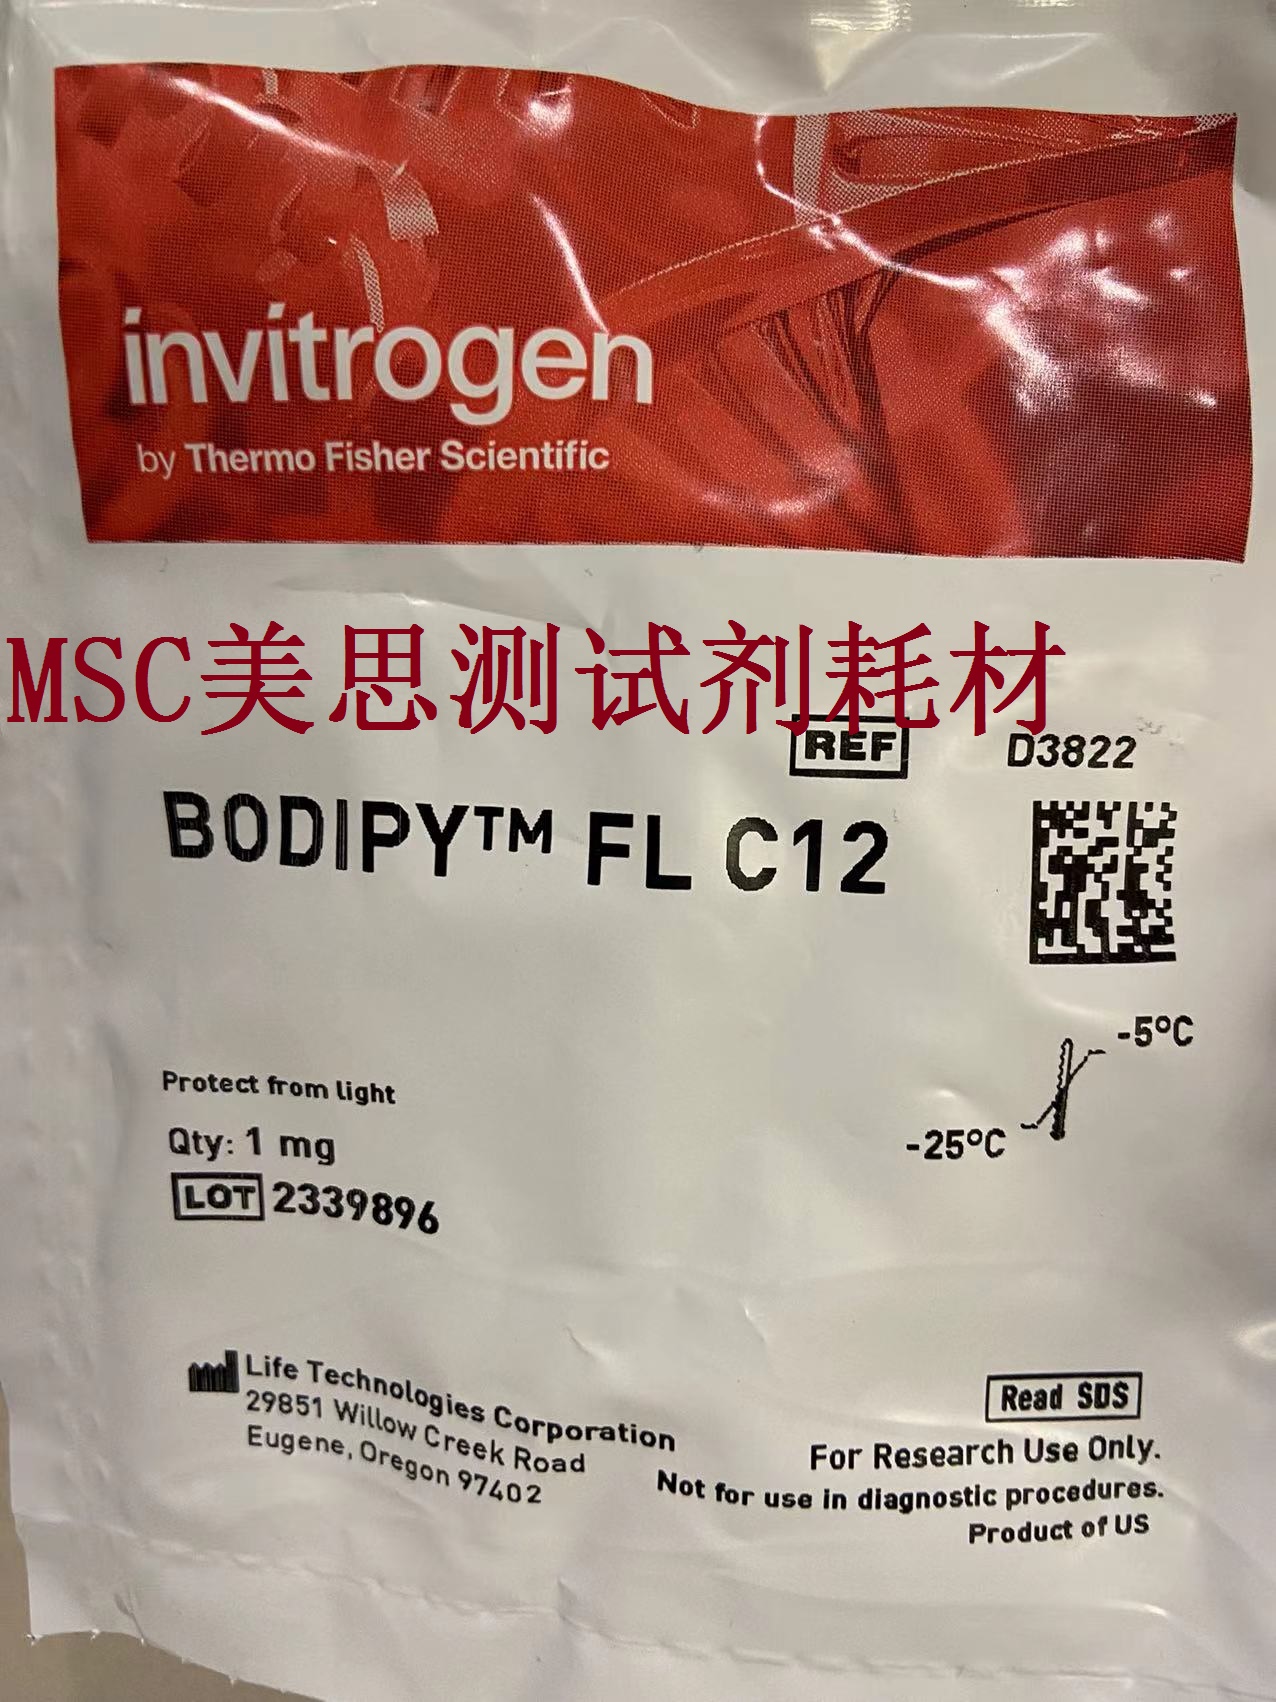 invitrogen
by Thermo Fisher Scientific
MSC美思测试剂耗材
REF D3822
BODIPY™ FL C12
-5°C
-25°C
Protect from light
Qty: 1 mg
LOT 2339896
Life Technologies Corporation
29851 Willow Creek Road
Eugene, Oregon 97402
Read SDS
For Research Use Only.
Not for use in diagnostic procedures.
Product of US